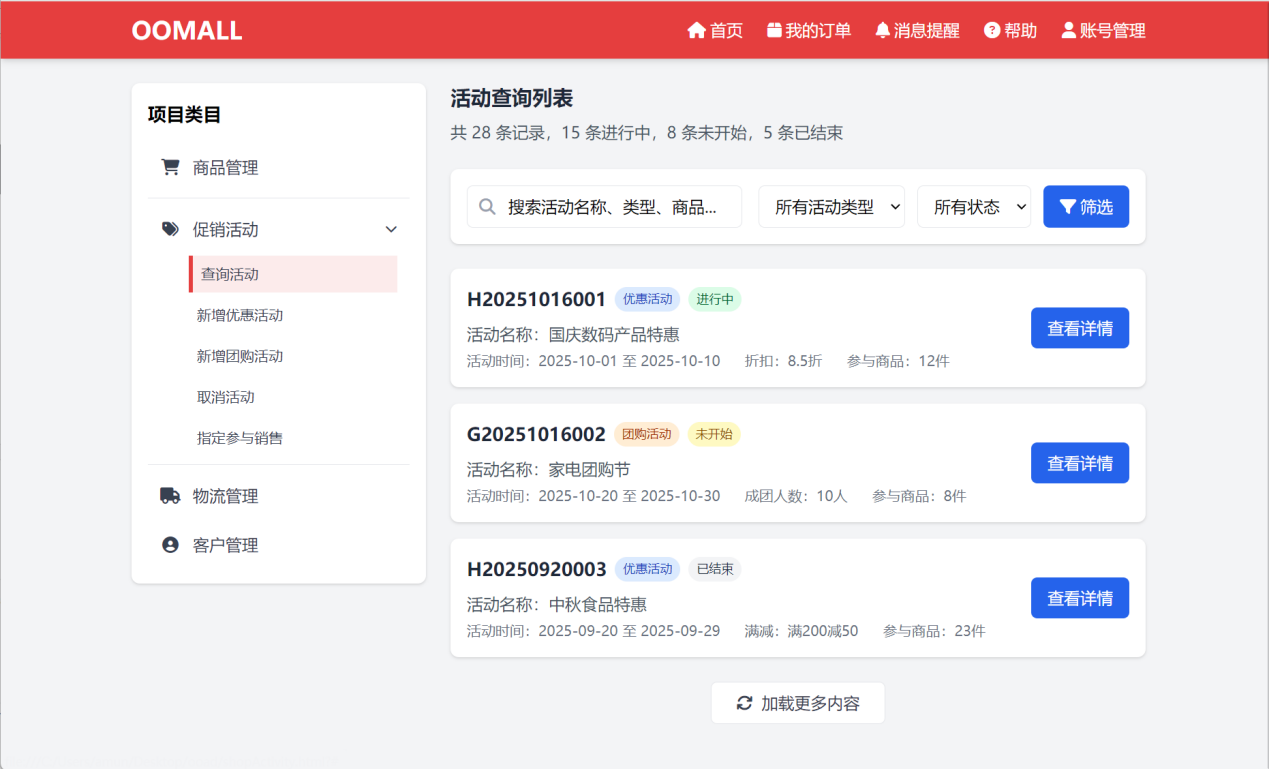 OOMALL
首页 我的订单 消息提醒 帮助 账号管理
项目类目
商品管理
促销活动
查询活动
新增优惠活动
新增团购活动
取消活动
指定参与销售
物流管理
客户管理
活动查询列表
共 28 条记录，15 条进行中，8 条未开始，5 条已结束
搜索活动名称、类型、商品... 所有活动类型 所有状态 筛选
H20251016001 优惠活动 进行中
活动名称：国庆数码产品特惠
活动时间：2025-10-01 至 2025-10-10 折扣：8.5折 参与商品：12件
查看详情
G20251016002 团购活动 未开始
活动名称：家电团购节
活动时间：2025-10-20 至 2025-10-30 成团人数：10人 参与商品：8件
查看详情
H20250920003 优惠活动 已结束
活动名称：中秋食品特惠
活动时间：2025-09-20 至 2025-09-29 满减：满200减50 参与商品：23件
查看详情
加载更多内容